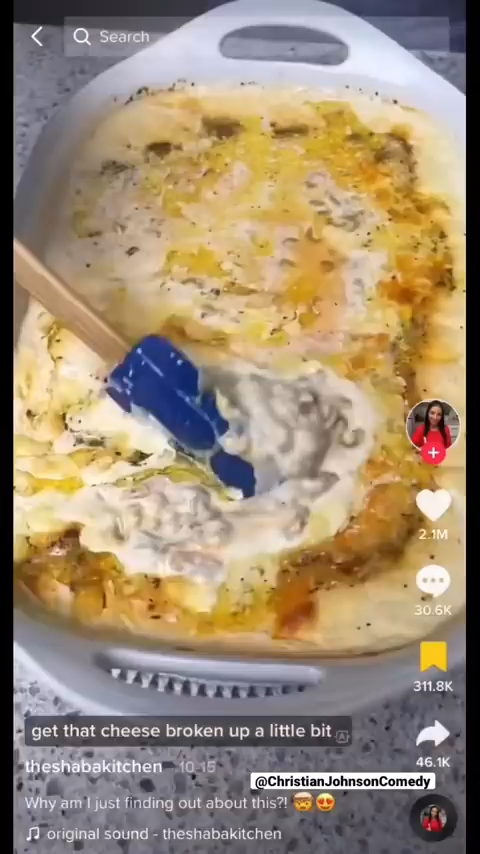 Search
2.1M
30.6K
311.8K
46.1K
get that cheese broken up a little bit
theshabakitchen 10-15
@ChristianJohnsonComedy
Why am I just finding out about this?! 🤯😍
original sound - theshabakitchen